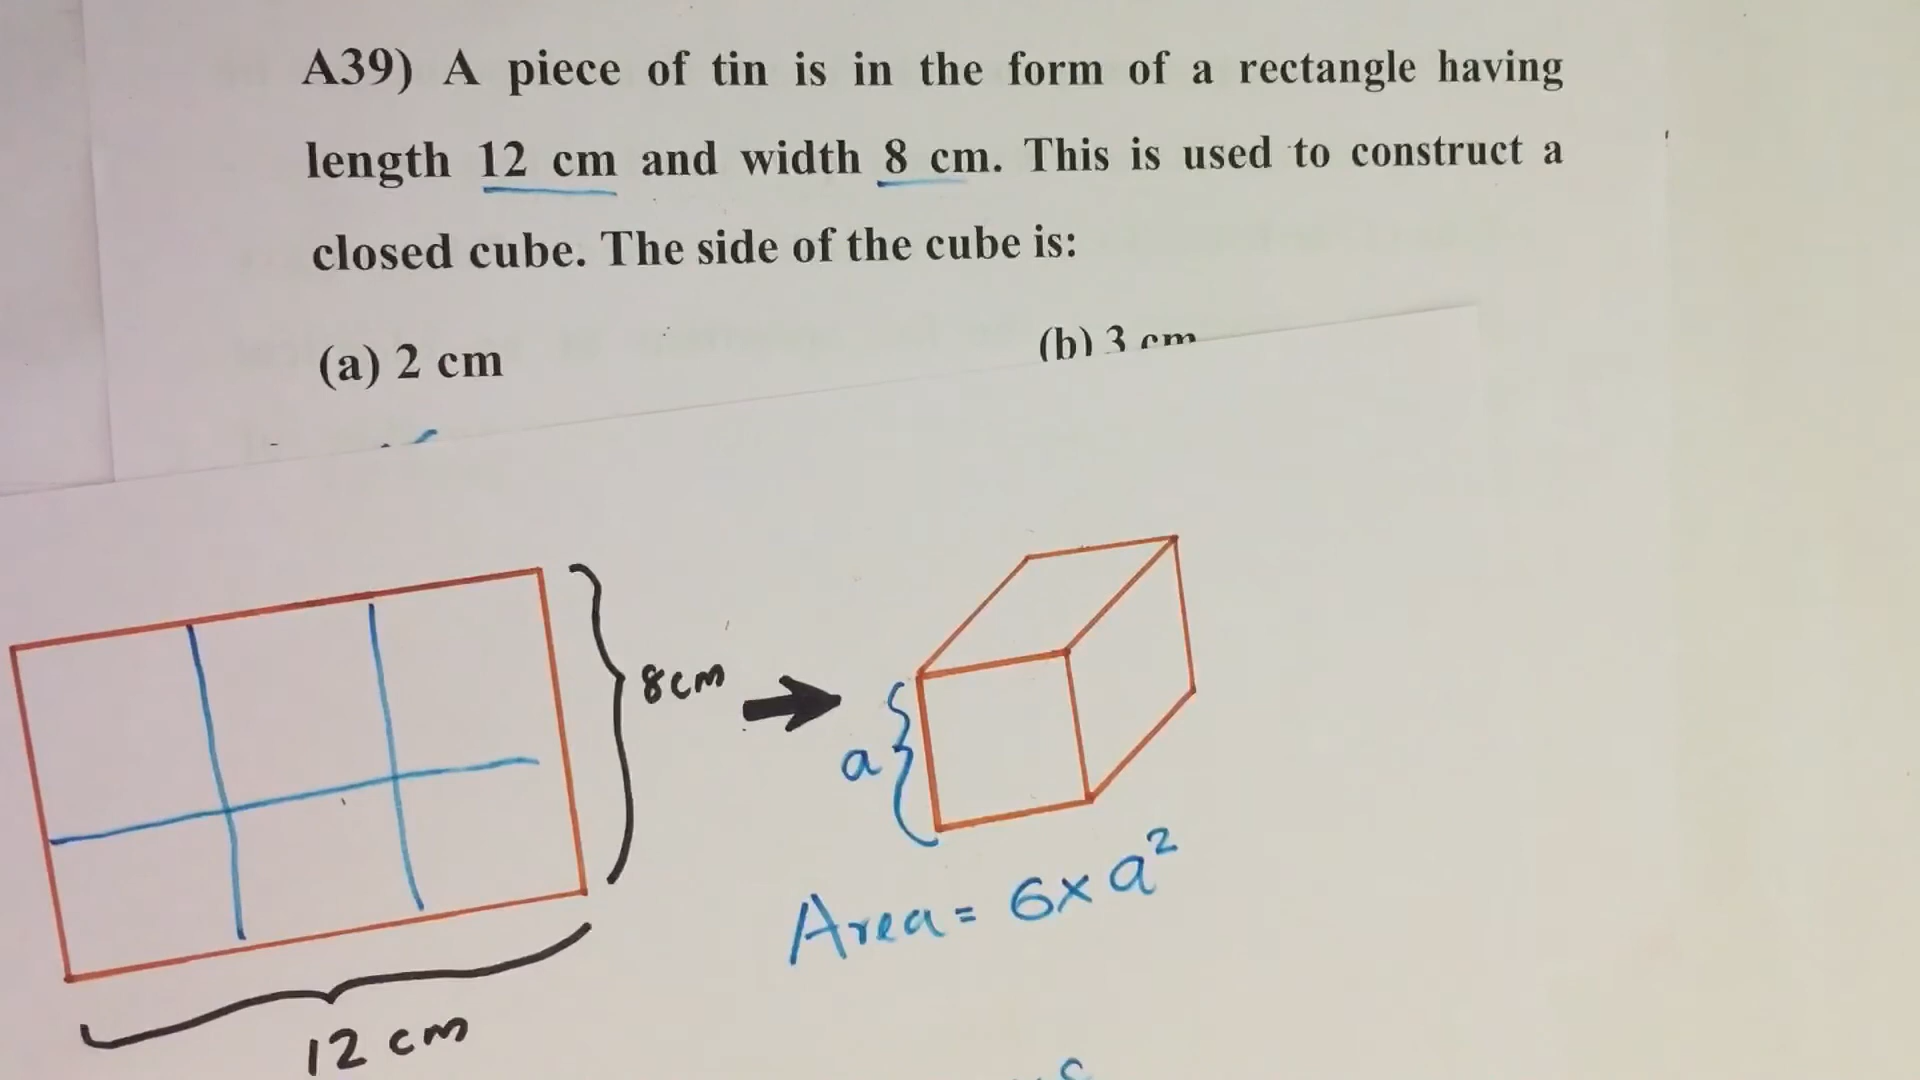 A39) A piece of tin is in the form of a rectangle having
length 12 cm and width 8 cm. This is used to construct a
closed cube. The side of the cube is:
(a) 2 cm (b) 3 cm
8cm
a
Area = 6 x a²
12 cm